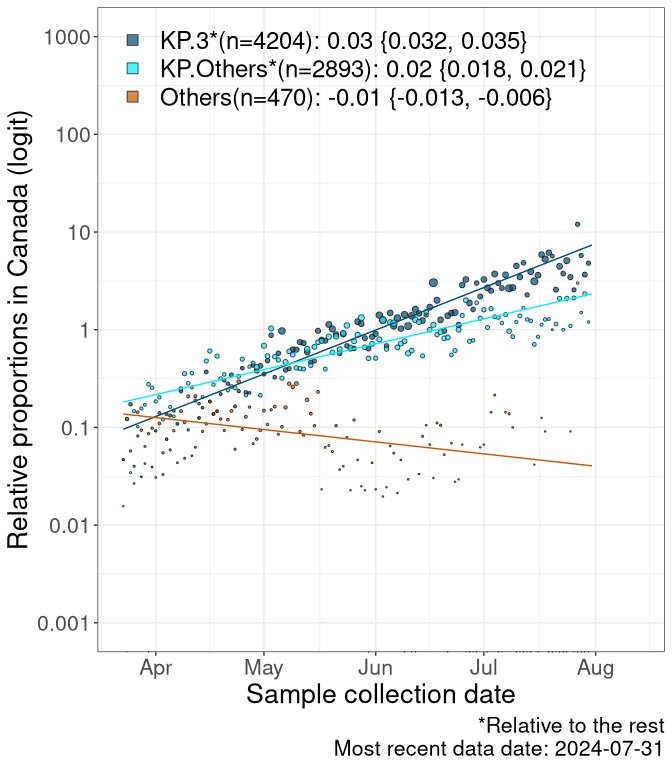 KP.3*(n=4204): 0.03 {0.032, 0.035}
KP.Others*(n=2893): 0.02 {0.018, 0.021}
Others(n=470): -0.01 {-0.013, -0.006}
Relative proportions in Canada (logit)
1000
100
10
1
0.1
0.01
0.001
Apr May Jun Jul Aug
Sample collection date
*Relative to the rest
Most recent data date: 2024-07-31